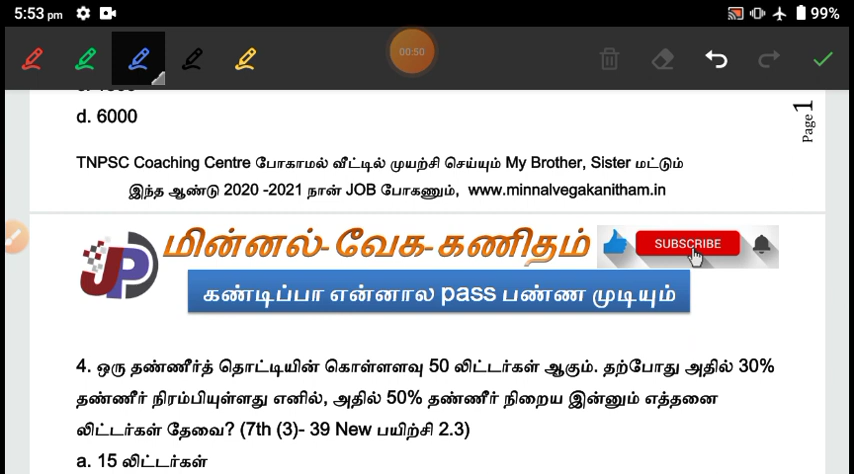 5:53 pm
99%
00:50
d. 6000
Page 1
TNPSC Coaching Centre போகாமல் வீட்டில் முயற்சி செய்யும் My Brother, Sister மட்டும்
இந்த ஆண்டு 2020 -2021 நான் JOB போகணும், www.minnalvegakanitham.in
JP
மின்னல்-வேக-கணிதம்
SUBSCRIBE
கண்டிப்பா என்னால pass பண்ண முடியும்
4. ஒரு தண்ணீர்த் தொட்டியின் கொள்ளளவு 50 லிட்டர்கள் ஆகும். தற்போது அதில் 30%
தண்ணீர் நிரம்பியுள்ளது எனில், அதில் 50% தண்ணீர் நிறைய இன்னும் எத்தனை
லிட்டர்கள் தேவை? (7th (3)- 39 New பயிற்சி 2.3)
a. 15 லிட்டர்கள்